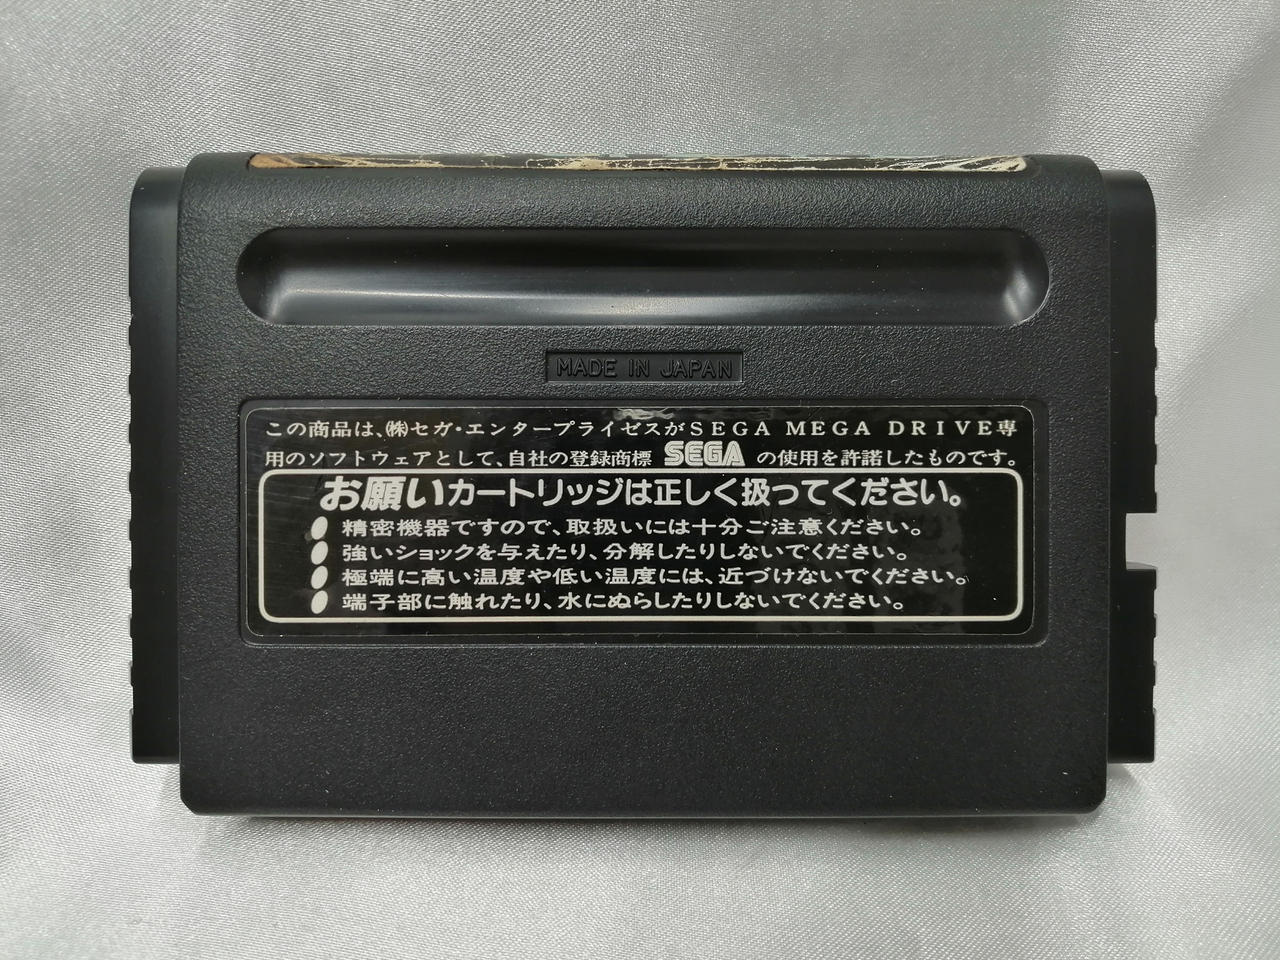 MADE IN JAPAN
この商品は、㈱セガ・エンタープライゼスがSEGA MEGA DRIVE専
用のソフトウェアとして、自社の登録商標 SEGA の使用を許諾したものです。
お願いカートリッジは正しく扱ってください。
●精密機器ですので、取扱いには十分ご注意ください。
●強いショックを与えたり、分解したりしないでください。
●極端に高い温度や低い温度には、近づけないでください。
●端子部に触れたり、水にぬらしたりしないでください。